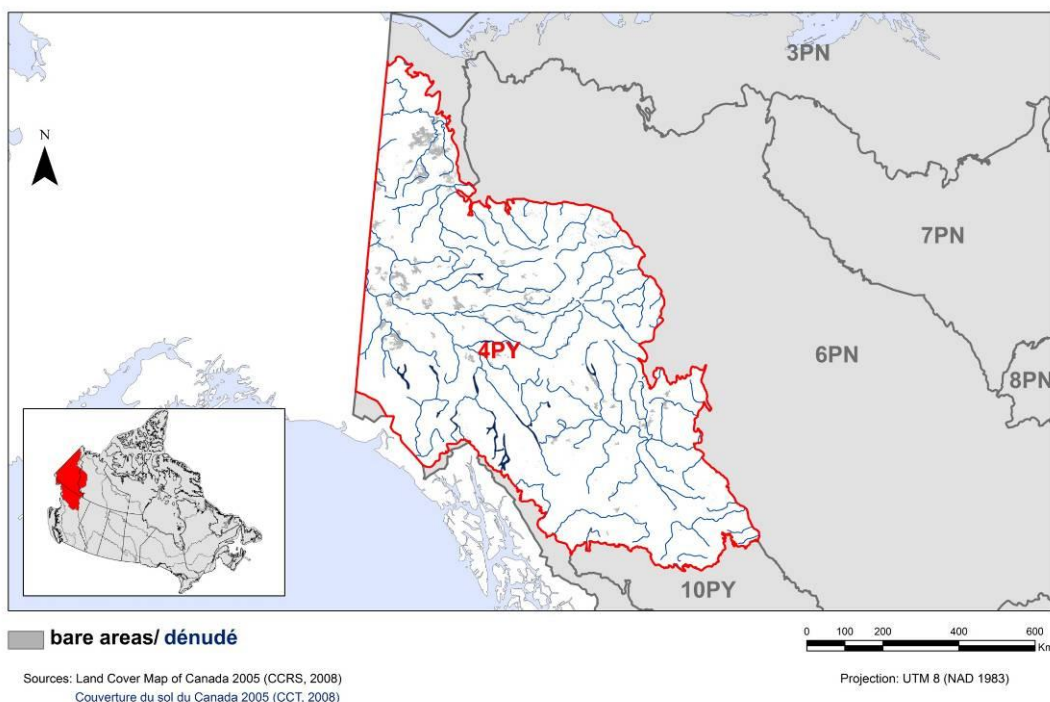 3PN
N
7PN
4PY
6PN
8PN
10PY
bare areas/ dénudé
0 100 200 400 600
Km
Sources: Land Cover Map of Canada 2005 (CCRS, 2008)
Projection: UTM 8 (NAD 1983)
Couverture du sol du Canada 2005 (CCT, 2008)